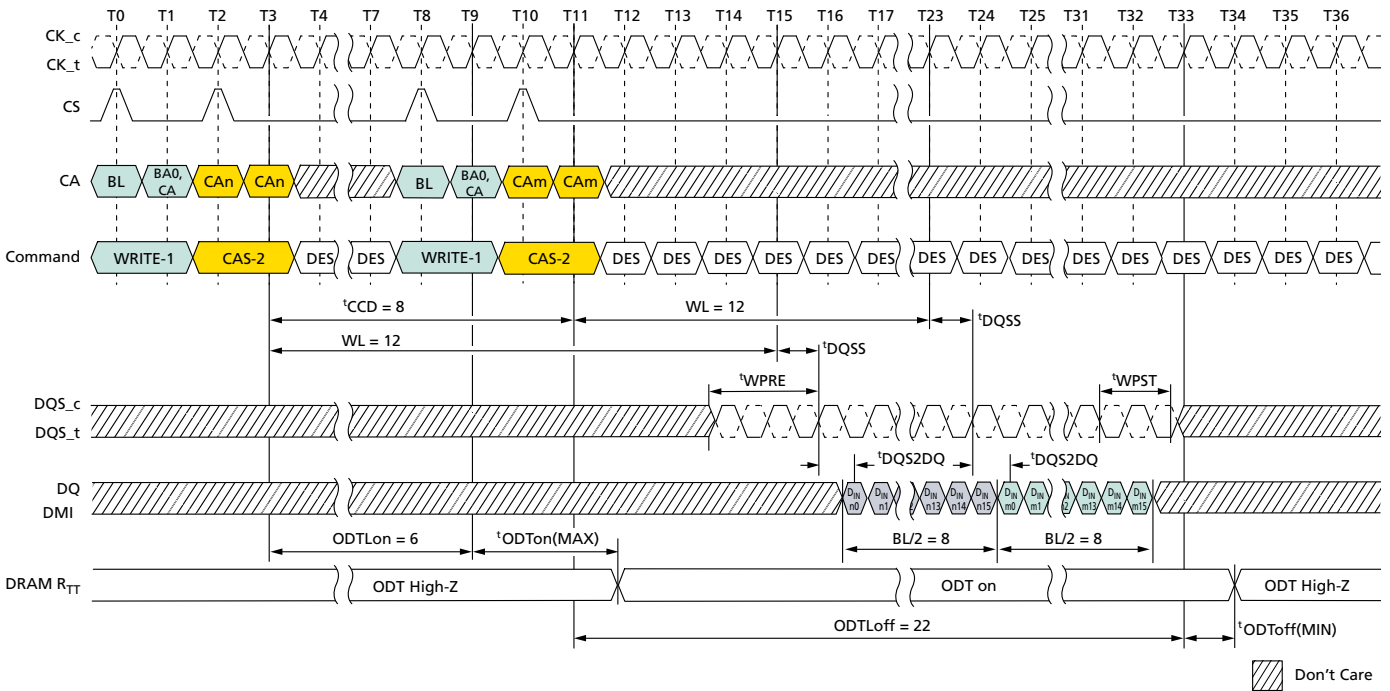 T0 T1 T2 T3 T4 T7 T8 T9 T10 T11 T12 T13 T14 T15 T16 T17 T23 T24 T25 T31 T32 T33 T34 T35 T36
CK_c
CK_t
CS
CA BL BA0, CA CAn CAn BL BA0, CA CAm CAm
Command WRITE-1 CAS-2 DES DES WRITE-1 CAS-2 DES DES DES DES DES DES DES DES DES DES DES DES DES DES DES
tCCD = 8 WL = 12 tDQSS
WL = 12 tDQSS
tWPRE tWPST
DQS_c
DQS_t
tDQS2DQ tDQS2DQ
DQ DIN n0 DIN n1 DIN n13 DIN n14 DIN n15 DIN m0 DIN m1 DIN m13 DIN m14 DIN m15
DMI
ODTLon = 6 tODTon(MAX) BL/2 = 8 BL/2 = 8
DRAM RTT ODT High-Z ODT on ODT High-Z
ODTLoff = 22 tODToff(MIN)
Don't Care